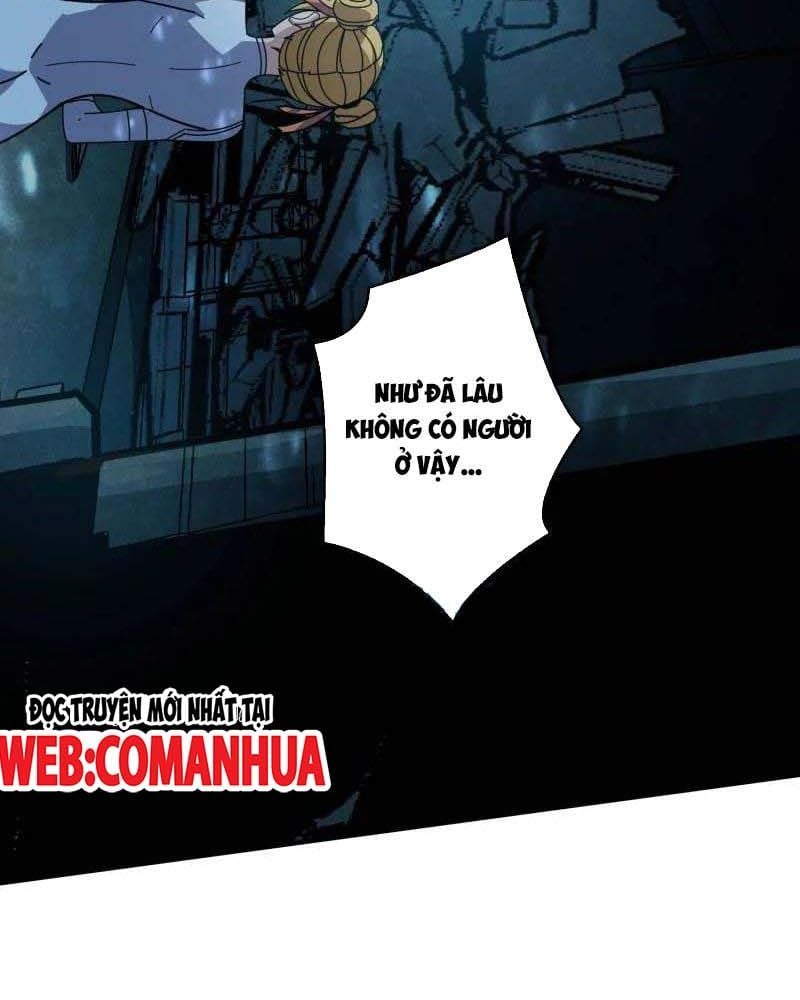 NHƯ ĐÃ LÂU
KHÔNG CÓ NGƯỜI
Ở VẬY...
ĐỌC TRUYỆN MỚI NHẤT TẠI
WEB:COMANHUA